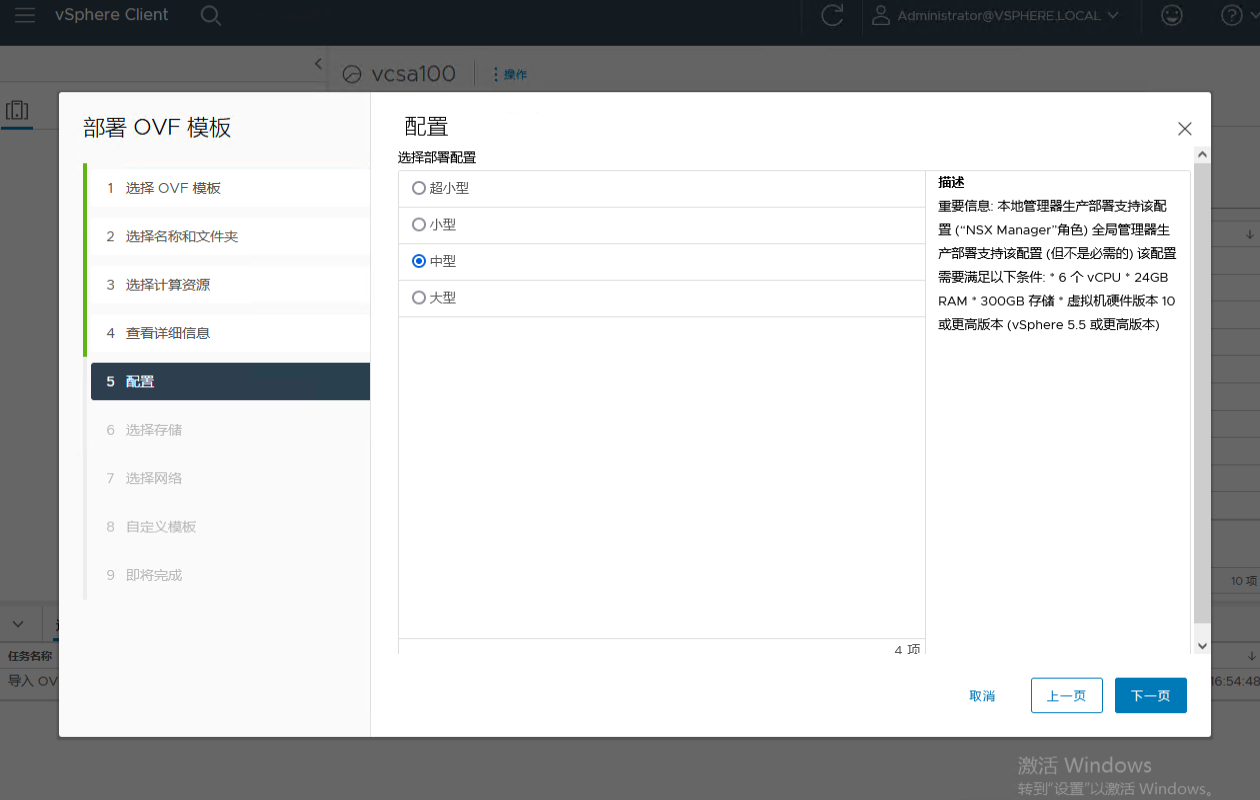 vSphere Client
Administrator@VSPHERE.LOCAL
vcsa100
操作
部署 OVF 模板
1 选择 OVF 模板
2 选择名称和文件夹
3 选择计算资源
4 查看详细信息
5 配置
6 选择存储
7 选择网络
8 自定义模板
9 即将完成
配置
选择部署配置
超小型
小型
中型
大型
4 项
描述
重要信息: 本地管理器生产部署支持该配
置 (“NSX Manager”角色) 全局管理器生
产部署支持该配置 (但不是必需的) 该配置
需要满足以下条件: * 6 个 vCPU * 24GB
RAM * 300GB 存储 * 虚拟机硬件版本 10
或更高版本 (vSphere 5.5 或更高版本)
取消
上一页
下一页
10 项
任务名称
导入 OV
16:54:48
激活 Windows
转到“设置”以激活 Windows。